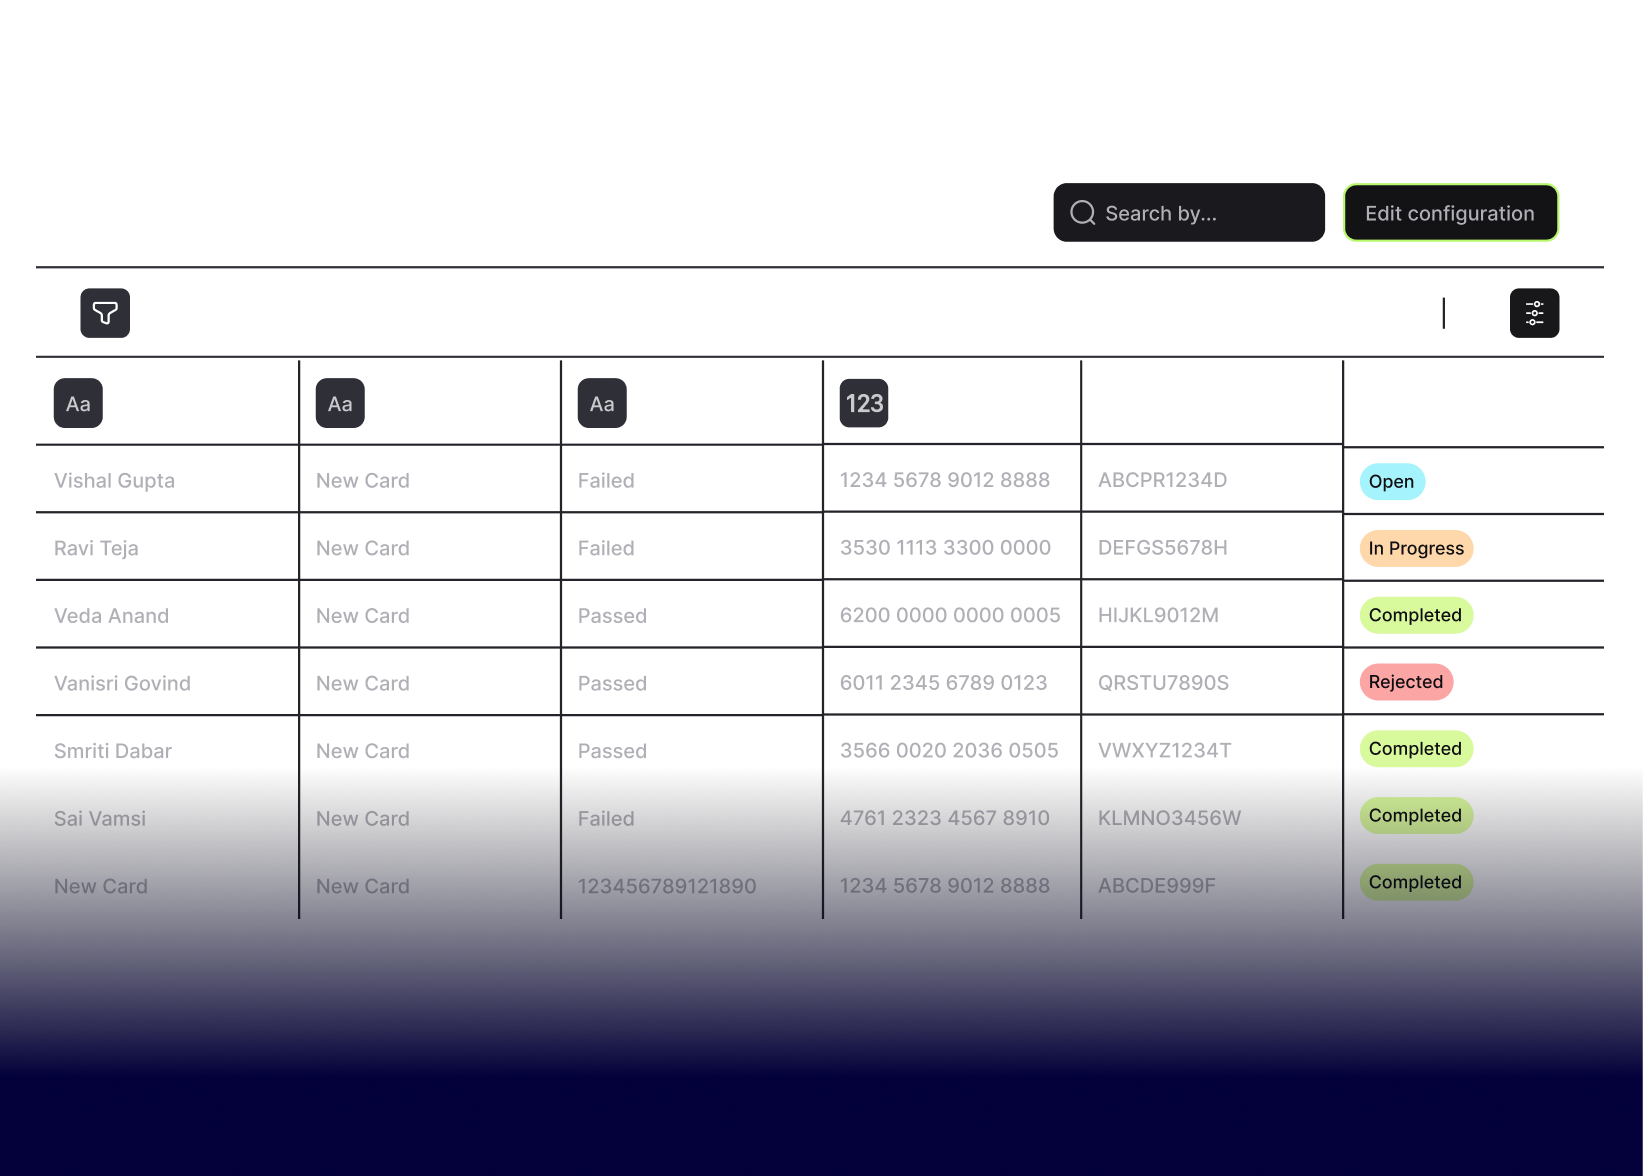 Search by...
Edit configuration
Aa Aa Aa 123
Vishal Gupta New Card Failed 1234 5678 9012 8888 ABCPR1234D Open
Ravi Teja New Card Failed 3530 1113 3300 0000 DEFGS5678H In Progress
Veda Anand New Card Passed 6200 0000 0000 0005 HIJKL9012M Completed
Vanisri Govind New Card Passed 6011 2345 6789 0123 QRSTU7890S Rejected
Smriti Dabar New Card Passed 3566 0020 2036 0505 VWXYZ1234T Completed
Sai Vamsi New Card Failed 4761 2323 4567 8910 KLMNO3456W Completed
New Card New Card 123456789121890 1234 5678 9012 8888 ABCDE999F Completed